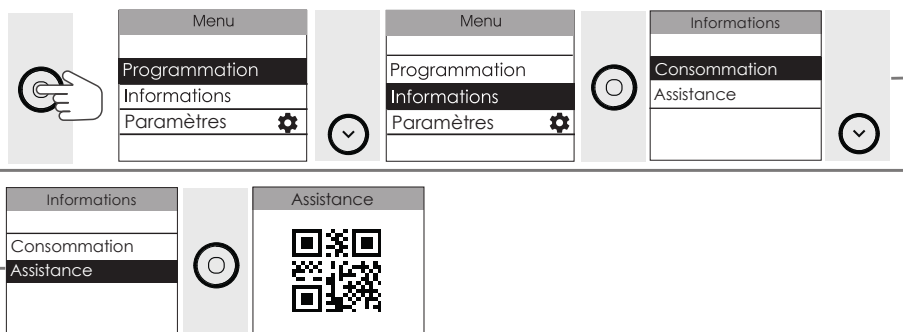 Menu
Programmation
Informations
Paramètres
Menu
Programmation
Informations
Paramètres
Informations
Consommation
Assistance
Informations
Consommation
Assistance
Assistance